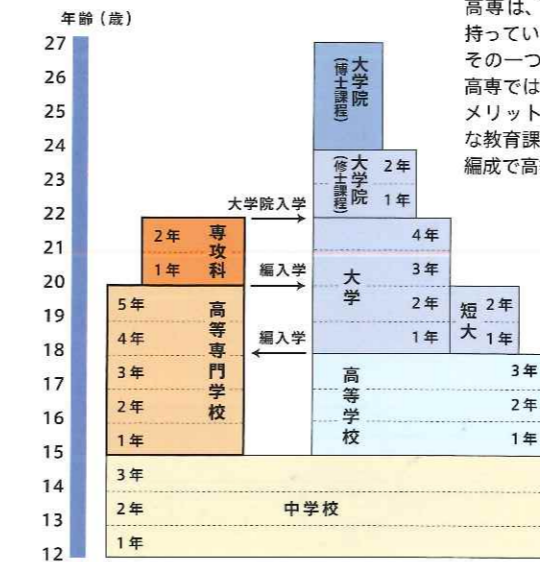 年齢(歳)
27
26
25
24
23
22
21
20
19
18
17
16
15
14
13
12
高専は、
持ってい
その一つ
高専では
メリット
な教育課
編成で高
大学院
(博士課程)
大学院
(修士課程)
2年
1年
大学院入学
編入学
編入学
専攻科
2年
1年
高等専門学校
5年
4年
3年
2年
1年
大学
4年
3年
2年
1年
短大
2年
1年
高等学校
3年
2年
1年
中学校
3年
2年
1年